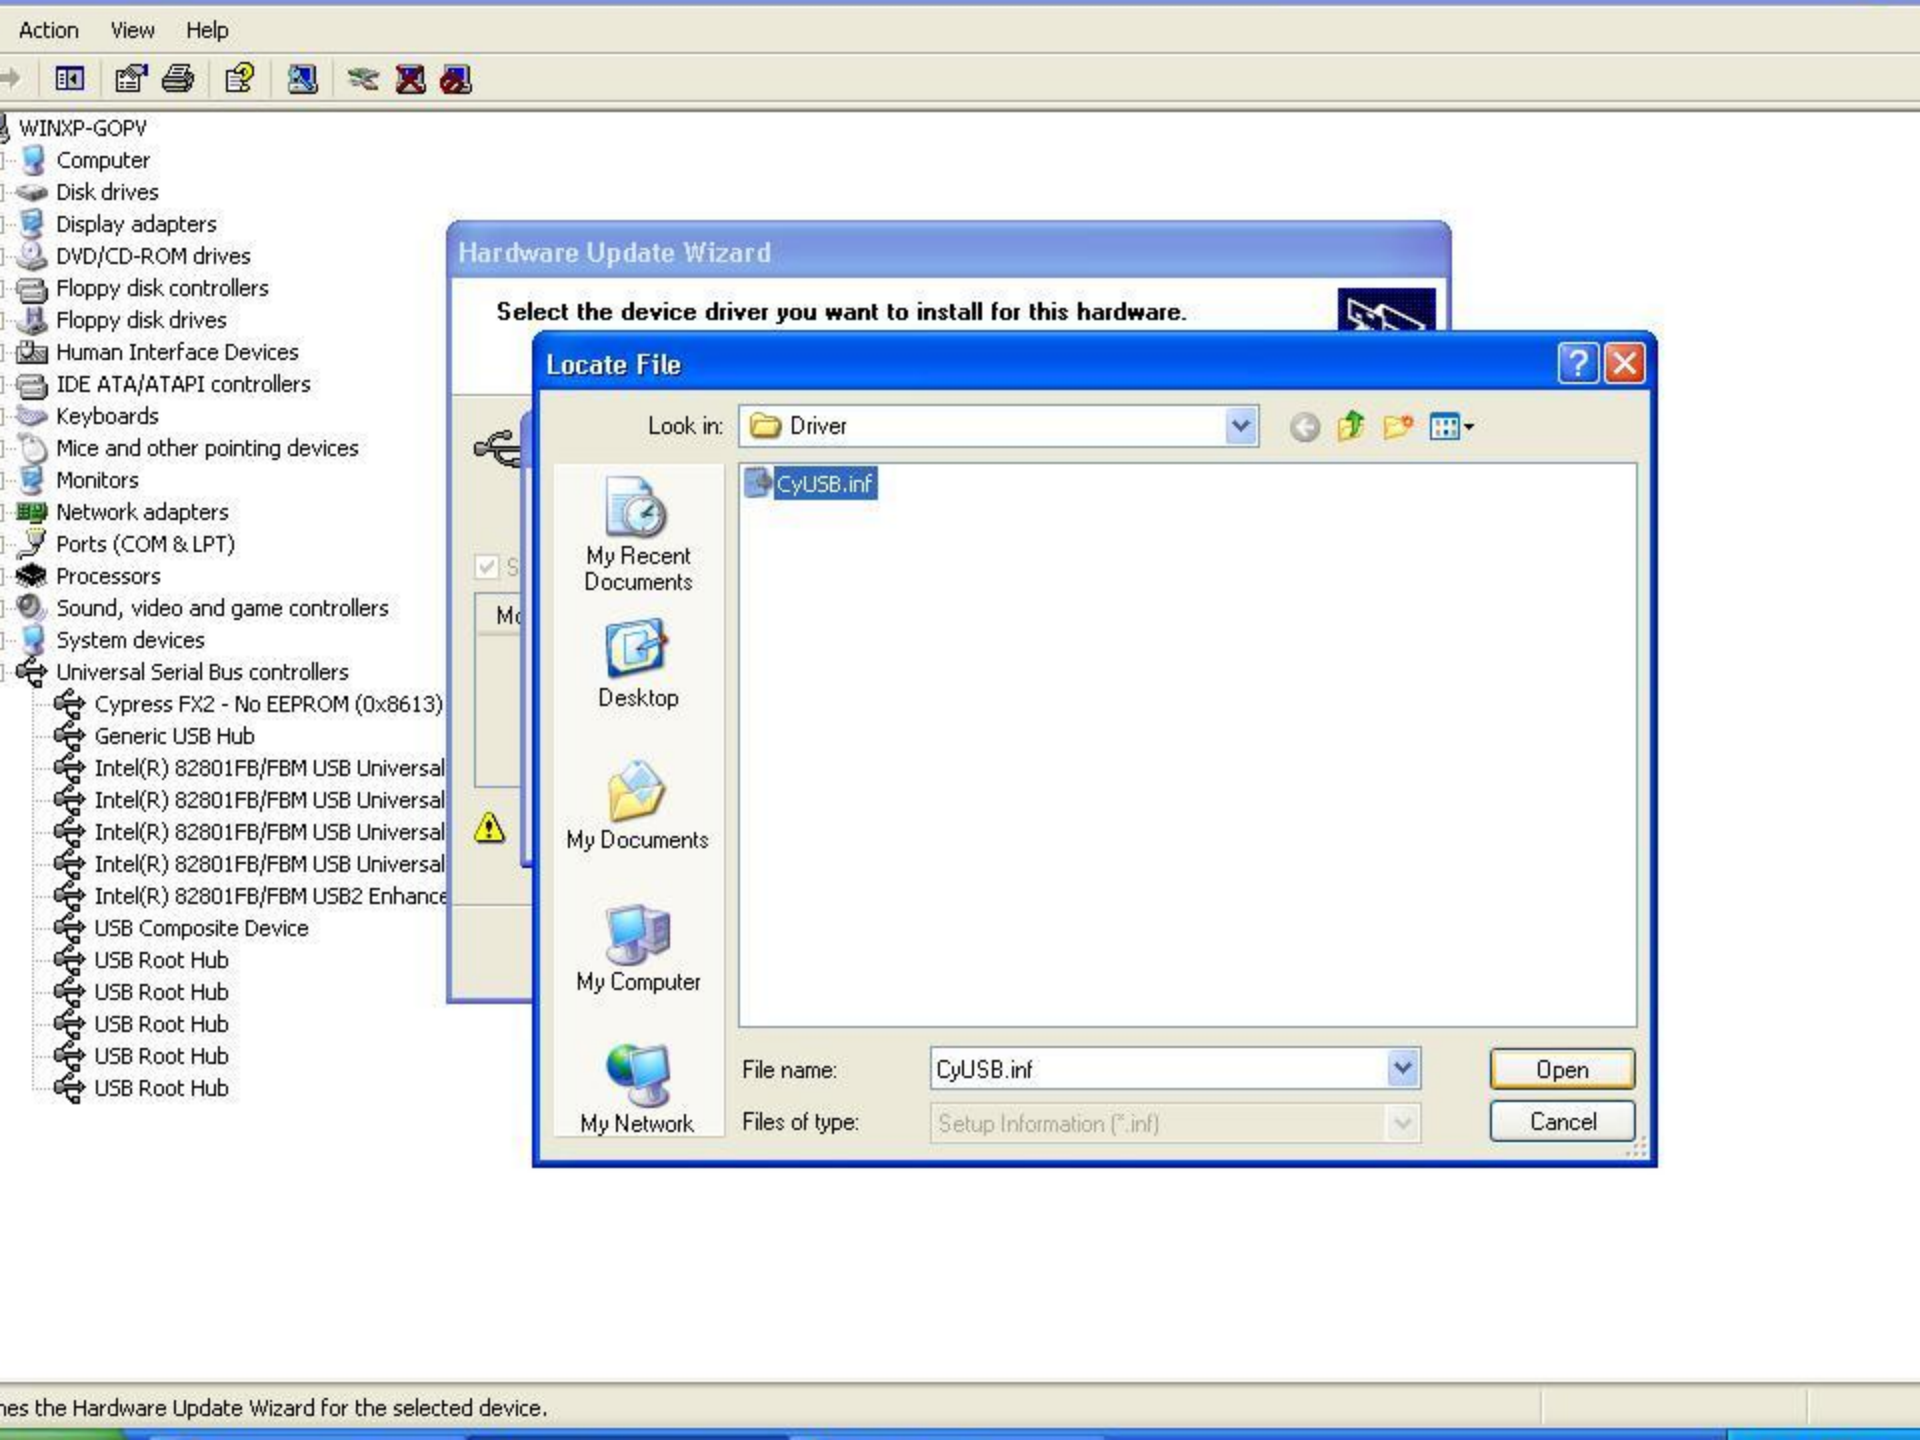 Action View Help
WINXP-GOPV
Computer
Disk drives
Display adapters
DVD/CD-ROM drives
Floppy disk controllers
Floppy disk drives
Human Interface Devices
IDE ATA/ATAPI controllers
Keyboards
Mice and other pointing devices
Monitors
Network adapters
Ports (COM & LPT)
Processors
Sound, video and game controllers
System devices
Universal Serial Bus controllers
Cypress FX2 - No EEPROM (0x8613)
Generic USB Hub
Intel(R) 82801FB/FBM USB Universal
Intel(R) 82801FB/FBM USB Universal
Intel(R) 82801FB/FBM USB Universal
Intel(R) 82801FB/FBM USB Universal
Intel(R) 82801FB/FBM USB2 Enhance
USB Composite Device
USB Root Hub
USB Root Hub
USB Root Hub
USB Root Hub
USB Root Hub
Hardware Update Wizard
Select the device driver you want to install for this hardware.
S
Mo
Locate File
Look in: Driver
CyUSB.inf
My Recent
Documents
Desktop
My Documents
My Computer
My Network
File name: CyUSB.inf
Open
Files of type: Setup Information (*.inf)
Cancel
hes the Hardware Update Wizard for the selected device.